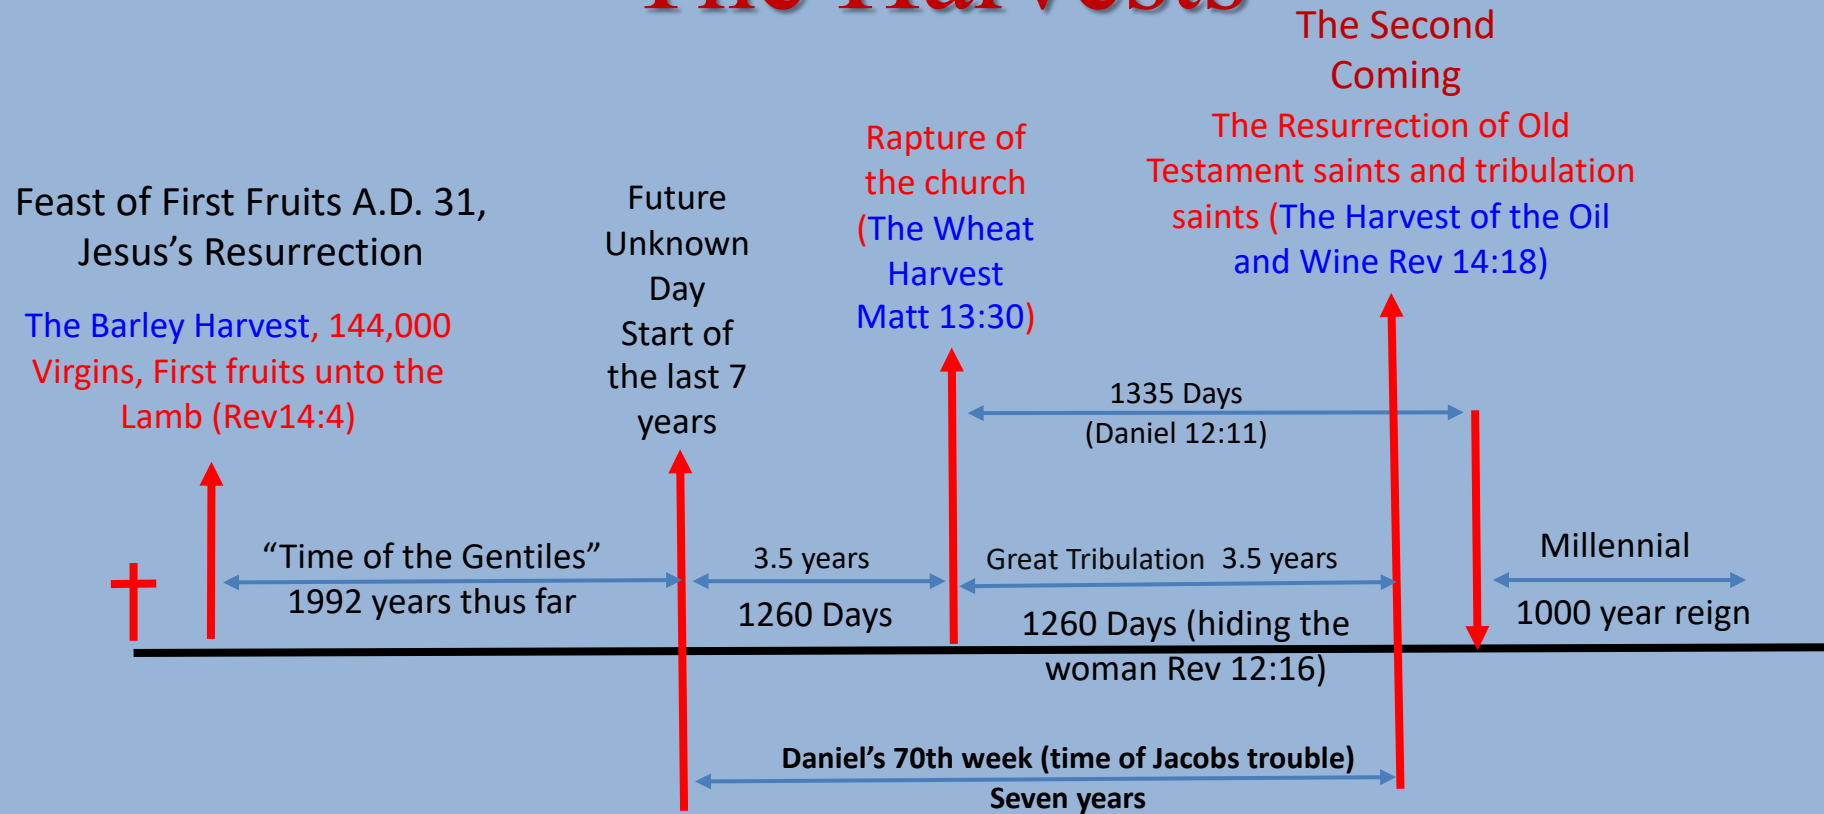 The Harvests
Feast of First Fruits A.D. 31,
Jesus's Resurrection
The Barley Harvest, 144,000
Virgins, First fruits unto the
Lamb (Rev14:4)
Future
Unknown
Day
Start of
the last 7
years
Rapture of
the church
(The Wheat
Harvest
Matt 13:30)
The Second
Coming
The Resurrection of Old
Testament saints and tribulation
saints (The Harvest of the Oil
and Wine Rev 14:18)
1335 Days
(Daniel 12:11)
“Time of the Gentiles”
1992 years thus far
3.5 years
1260 Days
Great Tribulation 3.5 years
1260 Days (hiding the
woman Rev 12:16)
Millennial
1000 year reign
Daniel’s 70th week (time of Jacobs trouble)
Seven years